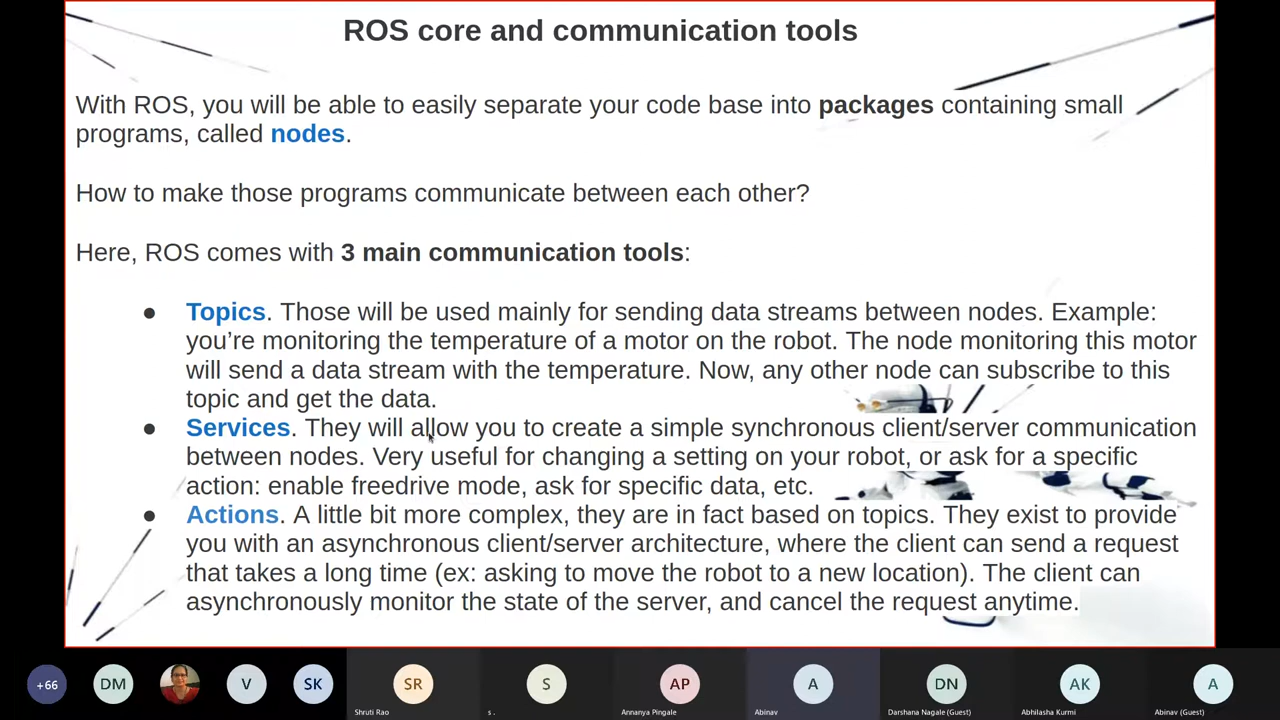 ROS core and communication tools
With ROS, you will be able to easily separate your code base into packages containing small
programs, called nodes.
How to make those programs communicate between each other?
Here, ROS comes with 3 main communication tools:
● Topics. Those will be used mainly for sending data streams between nodes. Example:
you’re monitoring the temperature of a motor on the robot. The node monitoring this motor
will send a data stream with the temperature. Now, any other node can subscribe to this
topic and get the data.
● Services. They will allow you to create a simple synchronous client/server communication
between nodes. Very useful for changing a setting on your robot, or ask for a specific
action: enable freedrive mode, ask for specific data, etc.
● Actions. A little bit more complex, they are in fact based on topics. They exist to provide
you with an asynchronous client/server architecture, where the client can send a request
that takes a long time (ex: asking to move the robot to a new location). The client can
asynchronously monitor the state of the server, and cancel the request anytime.
+66 DM V SK SR S AP A DN AK A
Shruti Rao s . Annanya Pingale Abinav Darshana Nagale (Guest) Abhilasha Kurmi Abinav (Guest)